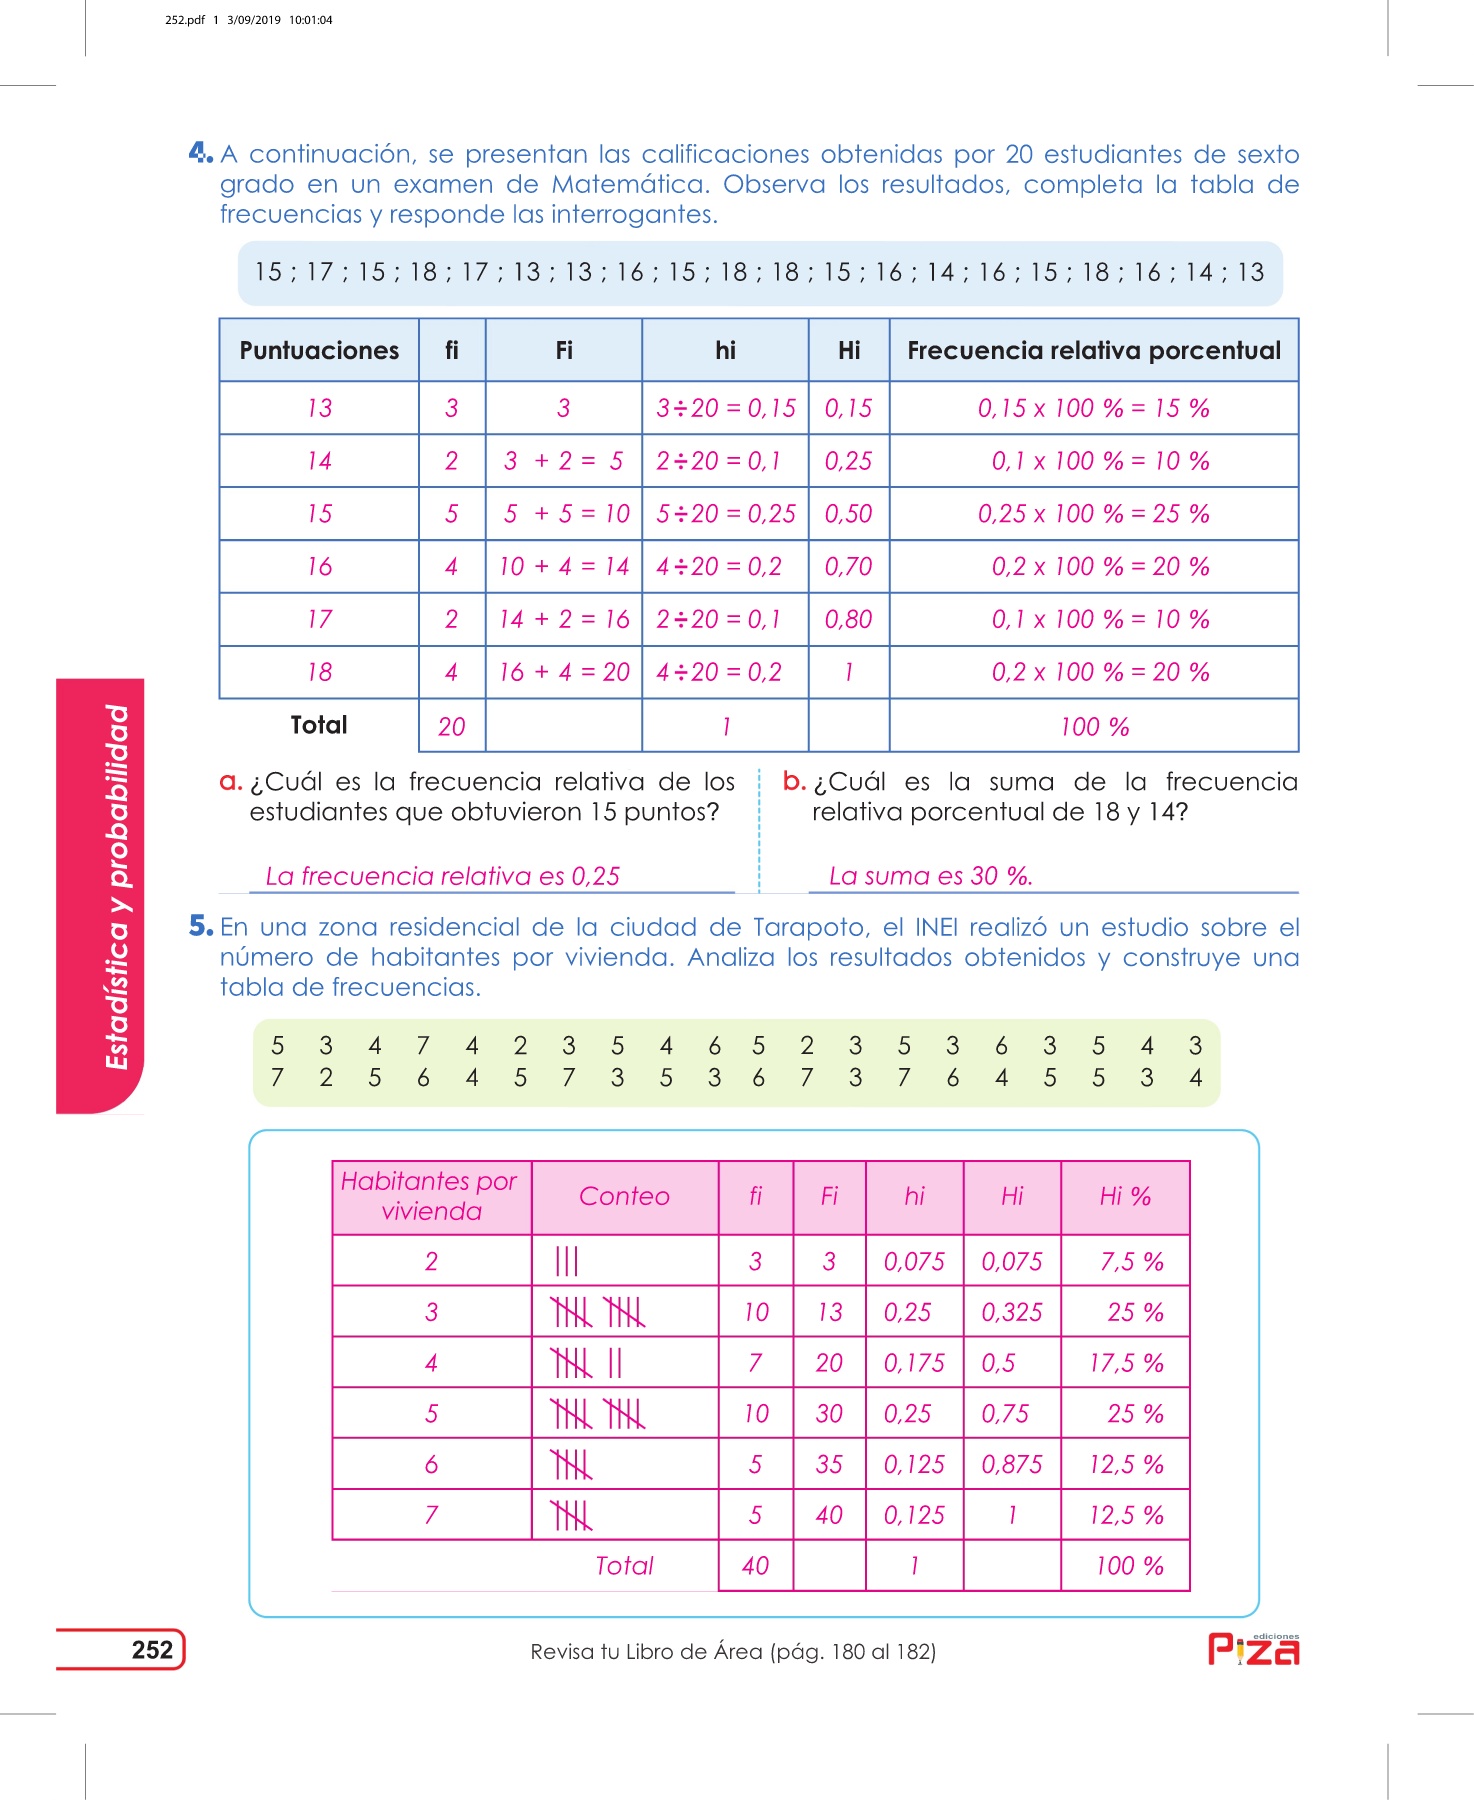 252.pdf 1 3/09/2019 10:01:04
4. A continuación, se presentan las calificaciones obtenidas por 20 estudiantes de sexto
grado en un examen de Matemática. Observa los resultados, completa la tabla de
frecuencias y responde las interrogantes.
15 ; 17 ; 15 ; 18 ; 17 ; 13 ; 13 ; 16 ; 15 ; 18 ; 18 ; 15 ; 16 ; 14 ; 16 ; 15 ; 18 ; 16 ; 14 ; 13
Puntuaciones fi Fi hi Hi Frecuencia relativa porcentual
13 3 3 3÷20 = 0,15 0,15 0,15 x 100 % = 15 %
14 2 3 + 2 = 5 2÷20 = 0,1 0,25 0,1 x 100 % = 10 %
15 5 5 + 5 = 10 5÷20 = 0,25 0,50 0,25 x 100 % = 25 %
16 4 10 + 4 = 14 4÷20 = 0,2 0,70 0,2 x 100 % = 20 %
17 2 14 + 2 = 16 2÷20 = 0,1 0,80 0,1 x 100 % = 10 %
18 4 16 + 4 = 20 4÷20 = 0,2 1 0,2 x 100 % = 20 %
Total 20 1 100 %
a. ¿Cuál es la frecuencia relativa de los
estudiantes que obtuvieron 15 puntos?
La frecuencia relativa es 0,25
b. ¿Cuál es la suma de la frecuencia
relativa porcentual de 18 y 14?
La suma es 30 %.
5. En una zona residencial de la ciudad de Tarapoto, el INEI realizó un estudio sobre el
número de habitantes por vivienda. Analiza los resultados obtenidos y construye una
tabla de frecuencias.
5 3 4 7 4 2 3 5 4 6 5 2 3 5 3 6 3 5 4 3
7 2 5 6 4 5 7 3 5 3 6 7 3 7 6 4 5 5 3 4
Habitantes por
vivienda
Conteo fi Fi hi Hi Hi %
2 3 3 0,075 0,075 7,5 %
3 10 13 0,25 0,325 25 %
4 7 20 0,175 0,5 17,5 %
5 10 30 0,25 0,75 25 %
6 5 35 0,125 0,875 12,5 %
7 5 40 0,125 1 12,5 %
Total 40 1 100 %
Estadística y probabilidad
252
Revisa tu Libro de Área (pág. 180 al 182)
ediciones
Piza